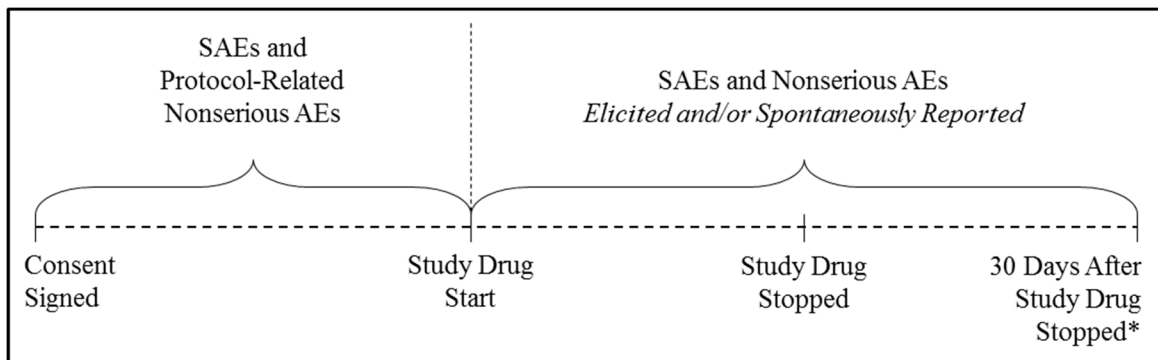 SAEs and
Protocol-Related
Nonserious AEs
SAEs and Nonserious AEs
Elicited and/or Spontaneously Reported
Consent
Signed
Study Drug
Start
Study Drug
Stopped
30 Days After
Study Drug
Stopped*